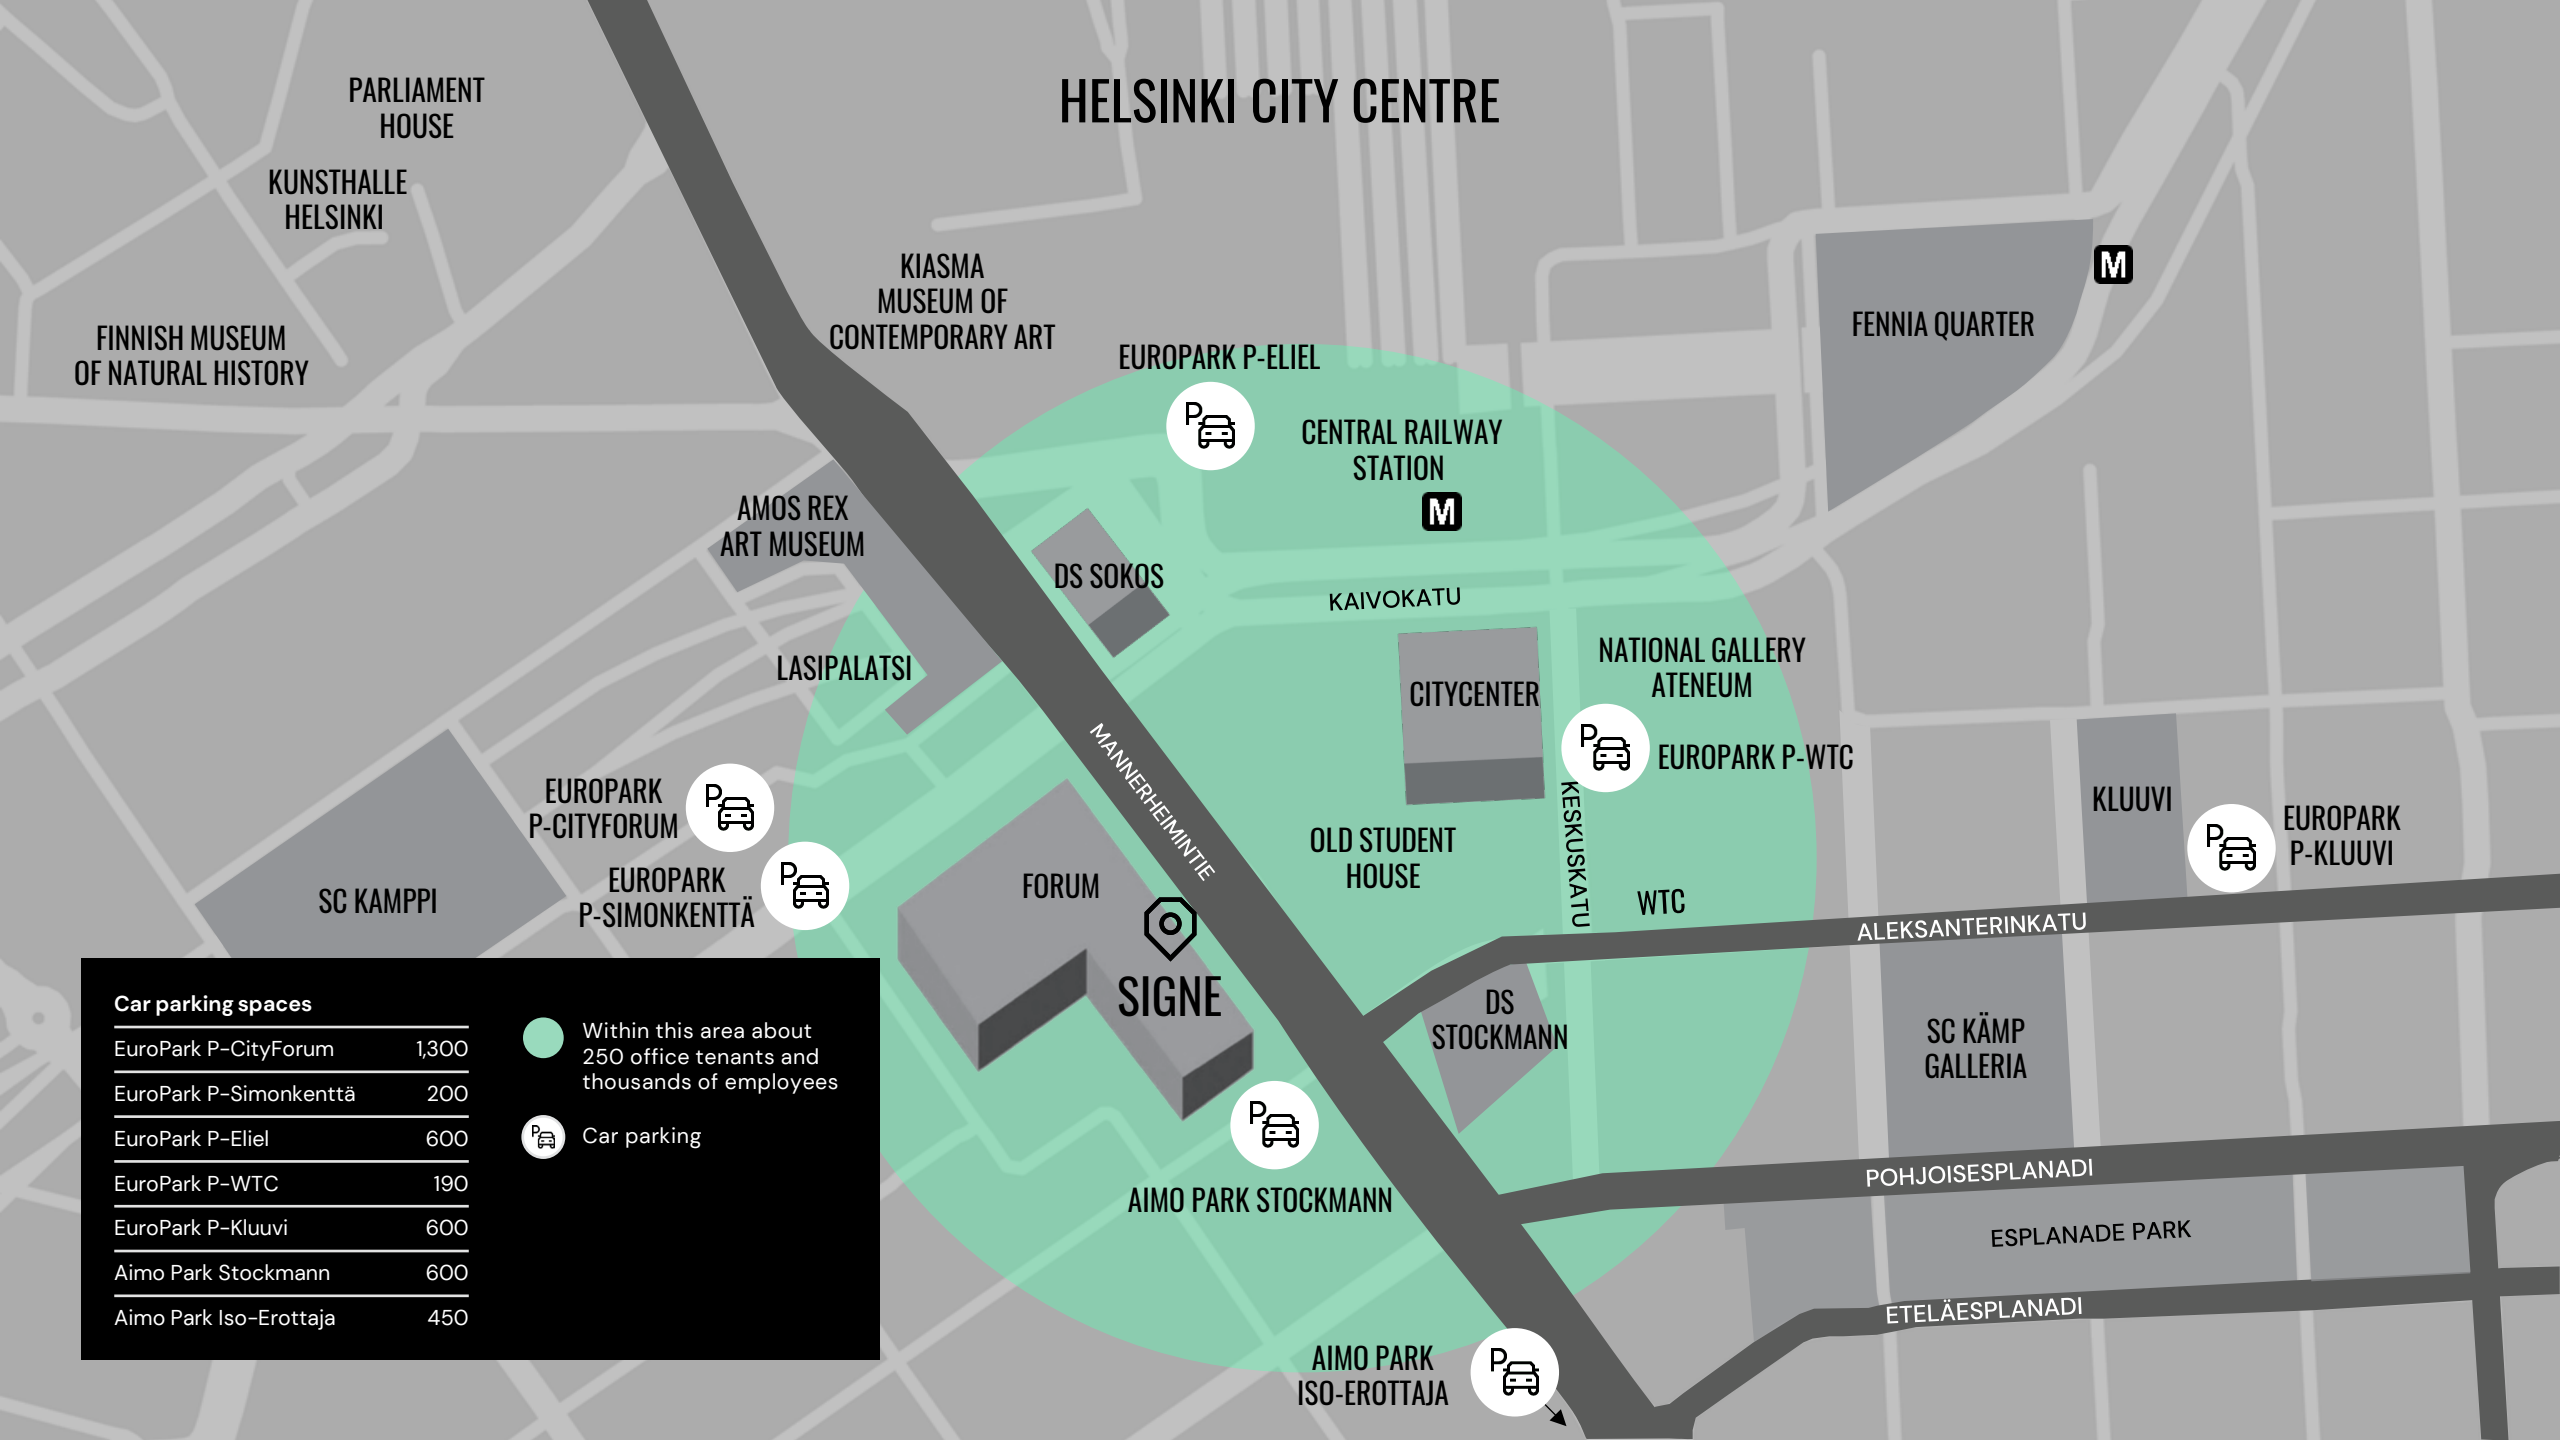 HELSINKI CITY CENTRE
PARLIAMENT
HOUSE
KUNSTHALLE
HELSINKI
FINNISH MUSEUM
OF NATURAL HISTORY
KIASMA
MUSEUM OF
CONTEMPORARY ART
EUROPARK P-ELIEL
P
CENTRAL RAILWAY
STATION
M
FENNIA QUARTER
M
AMOS REX
ART MUSEUM
DS SOKOS
KAIVOKATU
LASIPALATSI
CITYCENTER
NATIONAL GALLERY
ATENEUM
P
EUROPARK P-WTC
MANNERHEIMINTIE
KESKUSKATU
EUROPARK
P-CITYFORUM
P
EUROPARK
P-SIMONKENTTÄ
P
SC KAMPPI
FORUM
SIGNE
OLD STUDENT
HOUSE
WTC
KLUUVI
P
EUROPARK
P-KLUUVI
ALEKSANTERINKATU
DS
STOCKMANN
SC KÄMP
GALLERIA
P
AIMO PARK STOCKMANN
POHJOISESPLANADI
ESPLANADE PARK
ETELÄESPLANADI
AIMO PARK
ISO-EROTTAJA
P
Car parking spaces
EuroPark P-CityForum 1,300
EuroPark P-Simonkenttä 200
EuroPark P-Eliel 600
EuroPark P-WTC 190
EuroPark P-Kluuvi 600
Aimo Park Stockmann 600
Aimo Park Iso-Erottaja 450
Within this area about
250 office tenants and
thousands of employees
P
Car parking